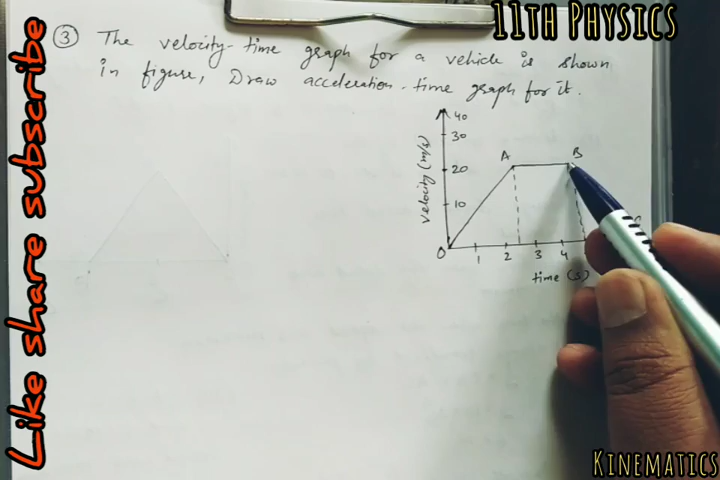 11th Physics
③ The velocity-time graph for a vehicle is shown
in figure, Draw acceleration-time graph for it.
40
30
A B
20
10
velocity (m/s)
0 1 2 3 4
time (s)
Like share subscribe
Kinematics